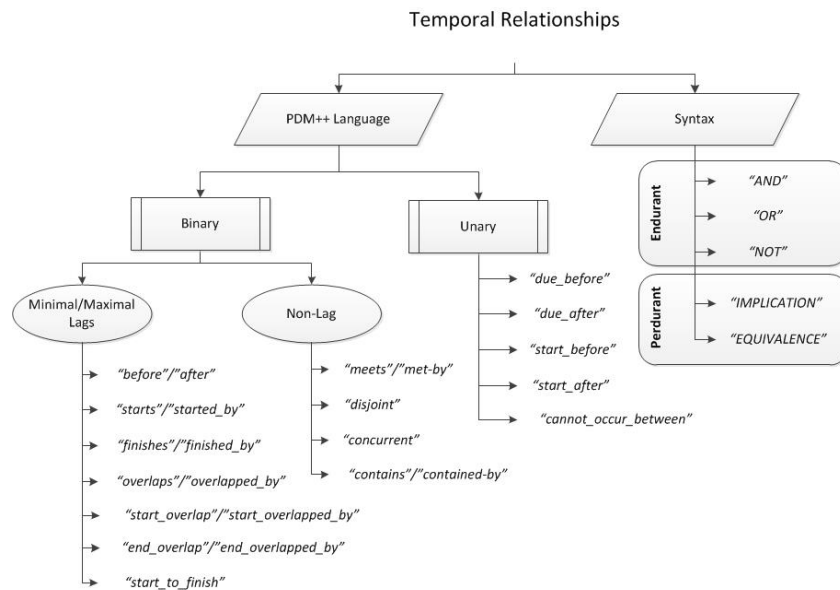 Temporal Relationships
PDM++ Language
Syntax
Binary
Unary
Endurant
“AND”
“OR”
“NOT”
Perdurant
“IMPLICATION”
“EQUIVALENCE”
Minimal/Maximal
Lags
Non-Lag
“due_before”
“due_after”
“start_before”
“start_after”
“cannot_occur_between”
“before”/”after”
“starts”/”started_by”
“finishes”/”finished_by”
“overlaps”/”overlapped_by”
“start_overlap”/”start_overlapped_by”
“end_overlap”/”end_overlapped_by”
“start_to_finish”
“meets”/”met-by”
“disjoint”
“concurrent”
“contains”/”contained-by”